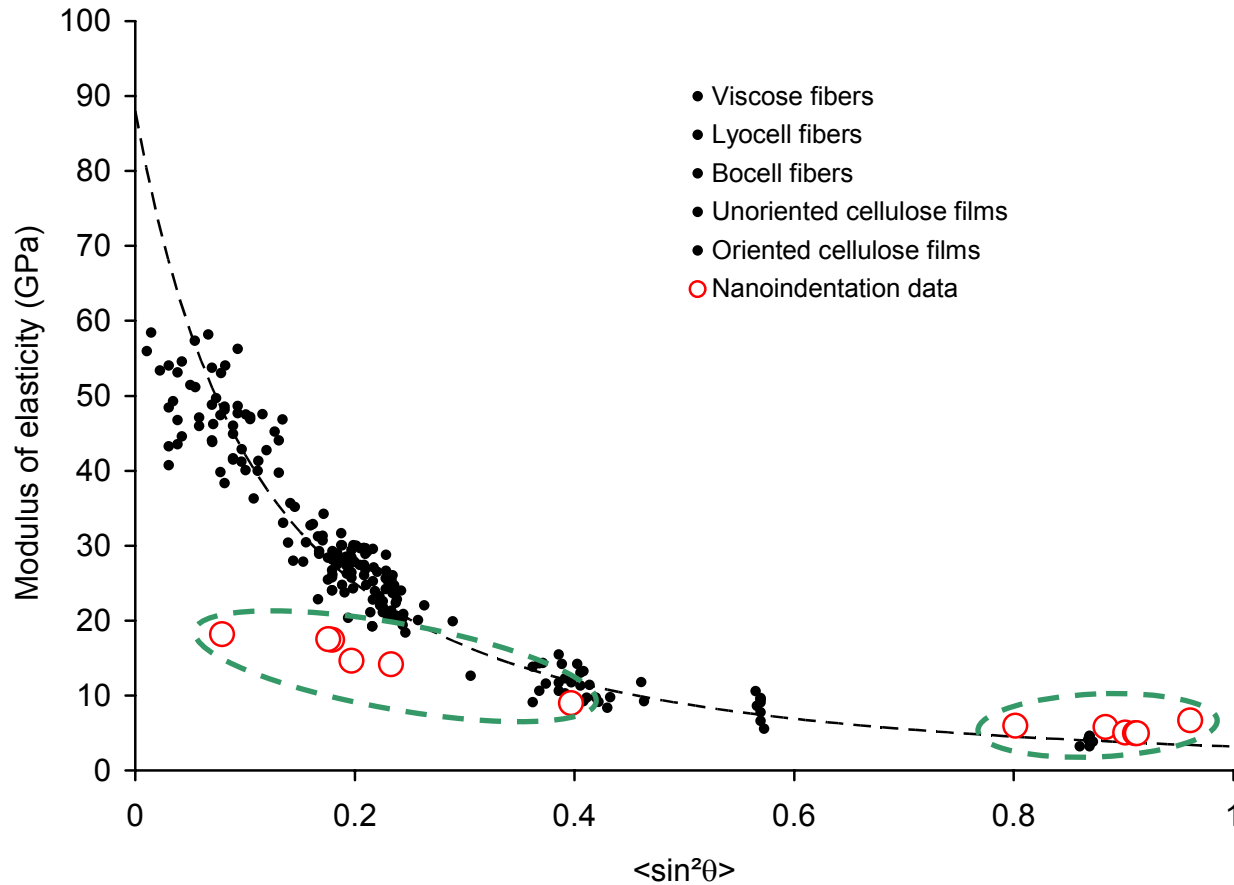 100
90
80
70
60
50
40
30
20
10
0
Modulus of elasticity (GPa)
Viscose fibers
Lyocell fibers
Bocell fibers
Unoriented cellulose films
Oriented cellulose films
Nanoindentation data
0 0.2 0.4 0.6 0.8 1
<sin²θ>